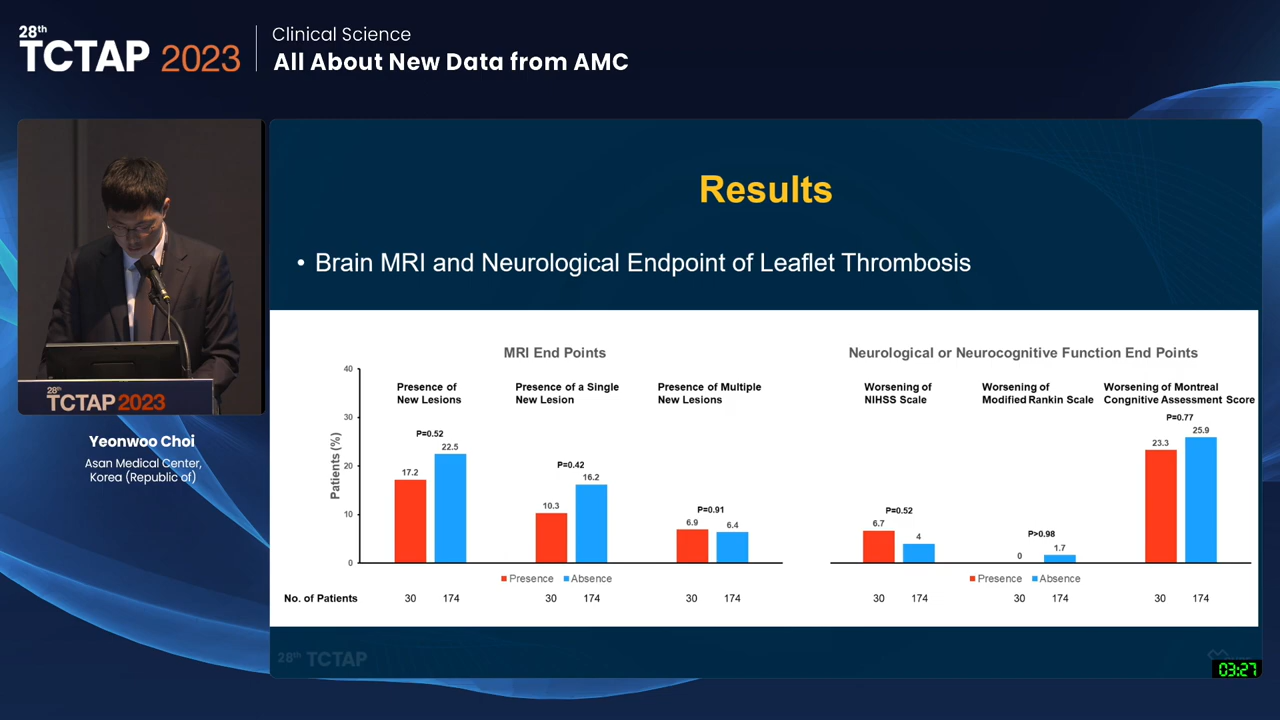 28th
TCTAP 2023
Clinical Science
All About New Data from AMC
28th
TCTAP 2023
Yeonwoo Choi
Asan Medical Center,
Korea (Republic of)
Results
• Brain MRI and Neurological Endpoint of Leaflet Thrombosis
MRI End Points
Patients (%)
40
30
20
10
0
Presence of
New Lesions
P=0.52
17.2
22.5
Presence of a Single
New Lesion
P=0.42
10.3
16.2
Presence of Multiple
New Lesions
P=0.91
6.9
6.4
Presence Absence
Neurological or Neurocognitive Function End Points
Worsening of
NIHSS Scale
P=0.52
6.7
4
Worsening of
Modified Rankin Scale
P>0.98
0
1.7
Worsening of Montreal
Congnitive Assessment Score
P=0.77
23.3
25.9
Presence Absence
No. of Patients 30 174 30 174 30 174 30 174 30 174 30 174
28th TCTAP
03:27